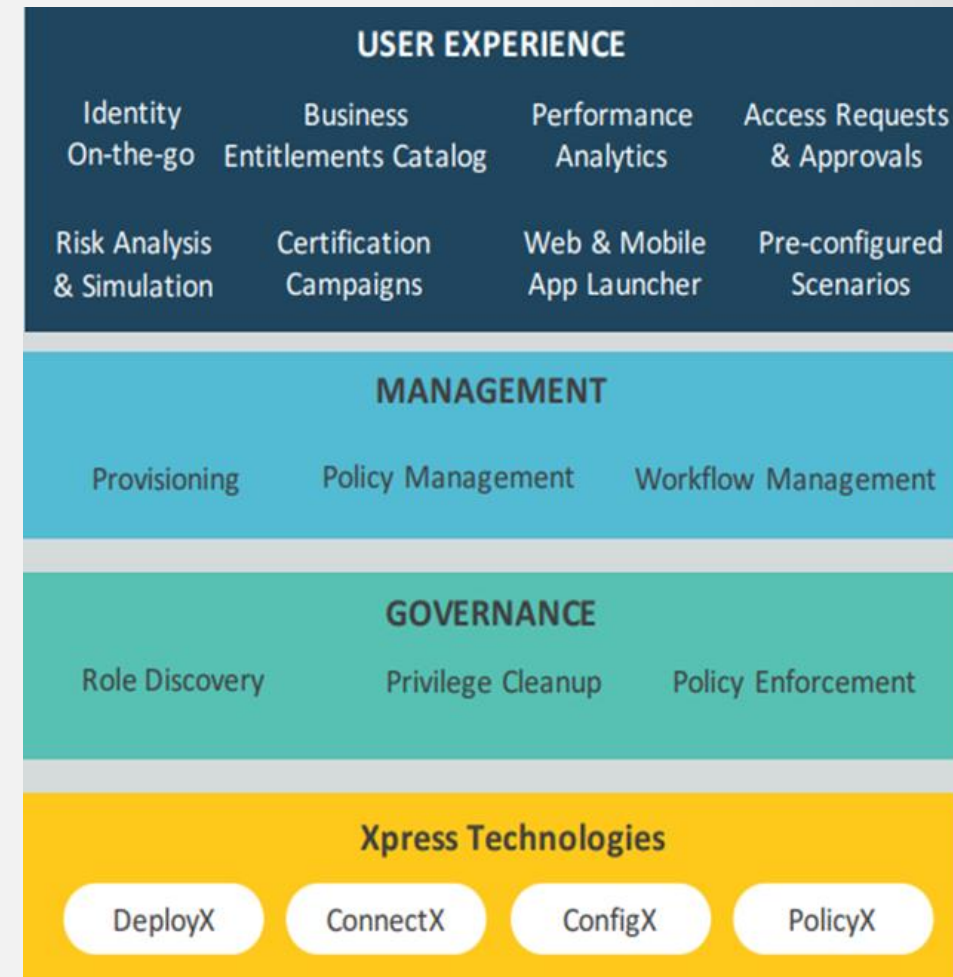 USER EXPERIENCE
Identity
On-the-go
Business
Entitlements Catalog
Performance
Analytics
Access Requests
& Approvals
Risk Analysis
& Simulation
Certification
Campaigns
Web & Mobile
App Launcher
Pre-configured
Scenarios
MANAGEMENT
Provisioning
Policy Management
Workflow Management
GOVERNANCE
Role Discovery
Privilege Cleanup
Policy Enforcement
Xpress Technologies
DeployX
ConnectX
ConfigX
PolicyX